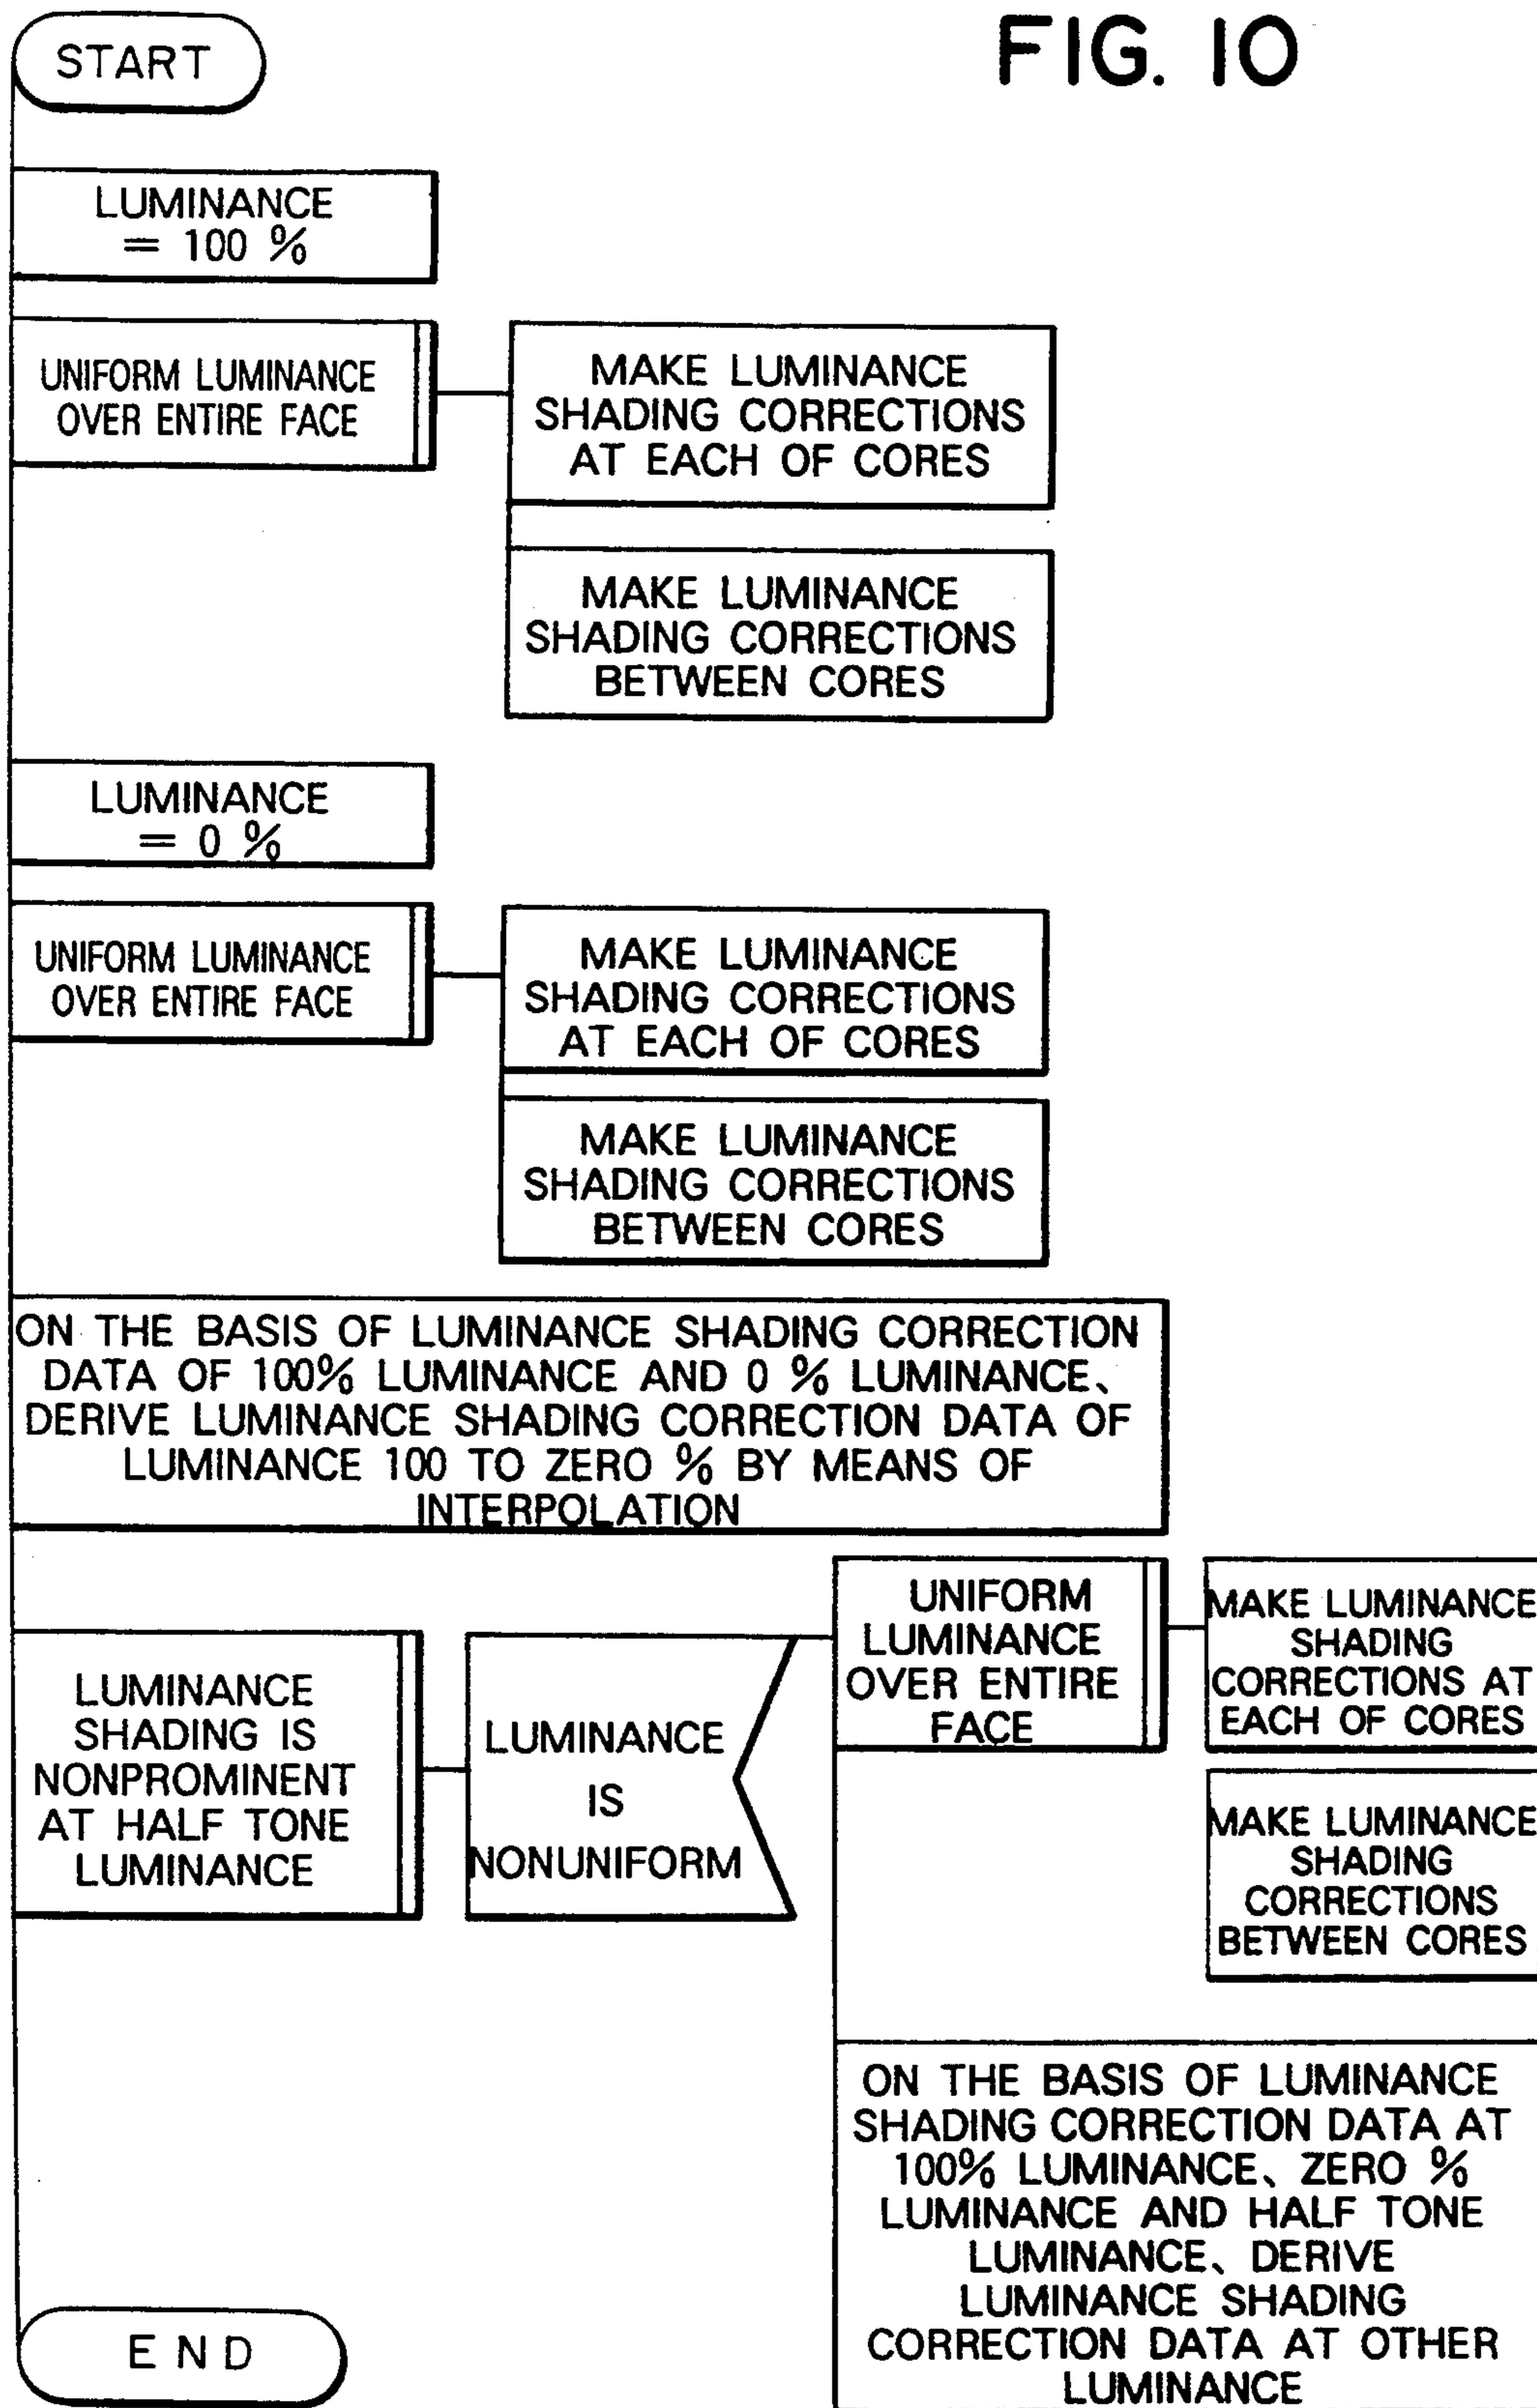 FIG. 10
START
LUMINANCE
= 100 %
UNIFORM LUMINANCE
OVER ENTIRE FACE
MAKE LUMINANCE
SHADING CORRECTIONS
AT EACH OF CORES
MAKE LUMINANCE
SHADING CORRECTIONS
BETWEEN CORES
LUMINANCE
= 0 %
UNIFORM LUMINANCE
OVER ENTIRE FACE
MAKE LUMINANCE
SHADING CORRECTIONS
AT EACH OF CORES
MAKE LUMINANCE
SHADING CORRECTIONS
BETWEEN CORES
ON THE BASIS OF LUMINANCE SHADING CORRECTION
DATA OF 100% LUMINANCE AND 0 % LUMINANCE、
DERIVE LUMINANCE SHADING CORRECTION DATA OF
LUMINANCE 100 TO ZERO % BY MEANS OF
INTERPOLATION
LUMINANCE
SHADING IS
NONPROMINENT
AT HALF TONE
LUMINANCE
LUMINANCE
IS
NONUNIFORM
UNIFORM
LUMINANCE
OVER ENTIRE
FACE
MAKE LUMINANCE
SHADING
CORRECTIONS AT
EACH OF CORES
MAKE LUMINANCE
SHADING
CORRECTIONS
BETWEEN CORES
ON THE BASIS OF LUMINANCE
SHADING CORRECTION DATA AT
100% LUMINANCE、ZERO %
LUMINANCE AND HALF TONE
LUMINANCE、DERIVE
LUMINANCE SHADING
CORRECTION DATA AT OTHER
LUMINANCE
END